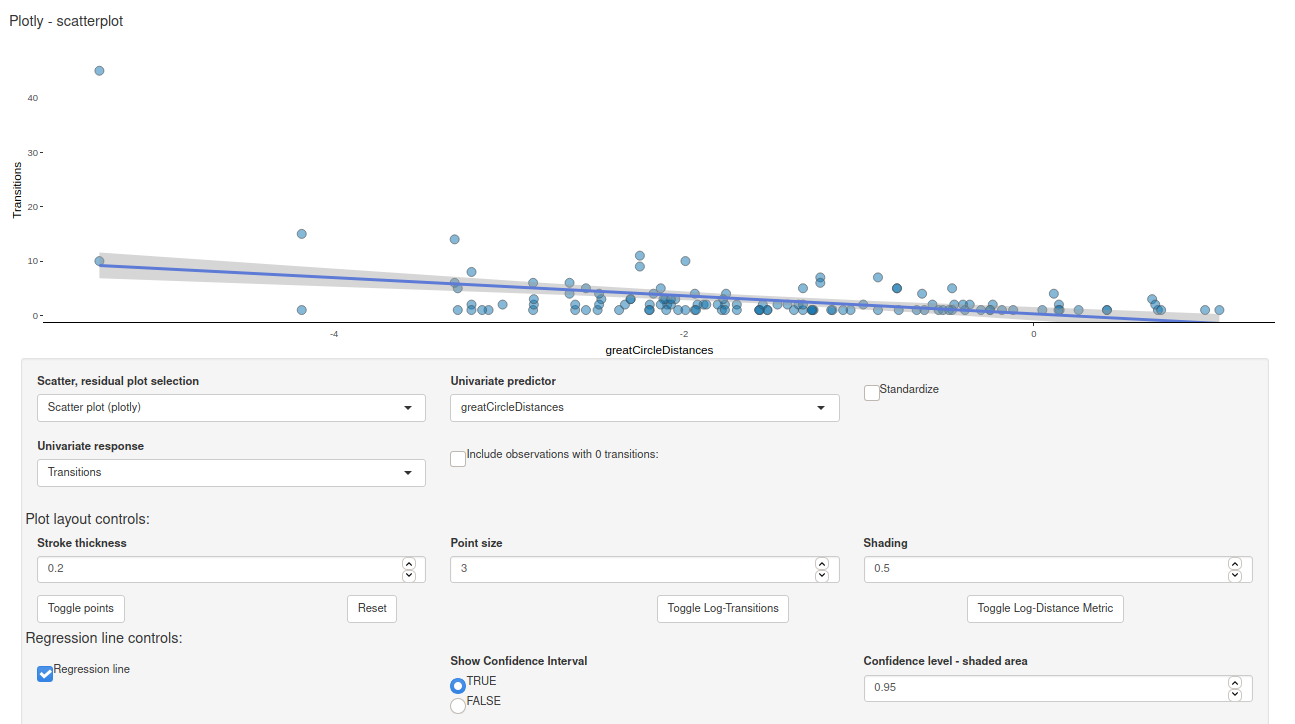 Plotly - scatterplot
40
30
20
10
0
Transitions
-4 -2 0
greatCircleDistances
Scatter, residual plot selection Univariate predictor
Scatter plot (plotly) greatCircleDistances Standardize
Univariate response
Transitions Include observations with 0 transitions:
Plot layout controls:
Stroke thickness Point size Shading
0.2 3 0.5
Toggle points Reset Toggle Log-Transitions Toggle Log-Distance Metric
Regression line controls:
Regression line Show Confidence Interval Confidence level - shaded area
TRUE 0.95
FALSE